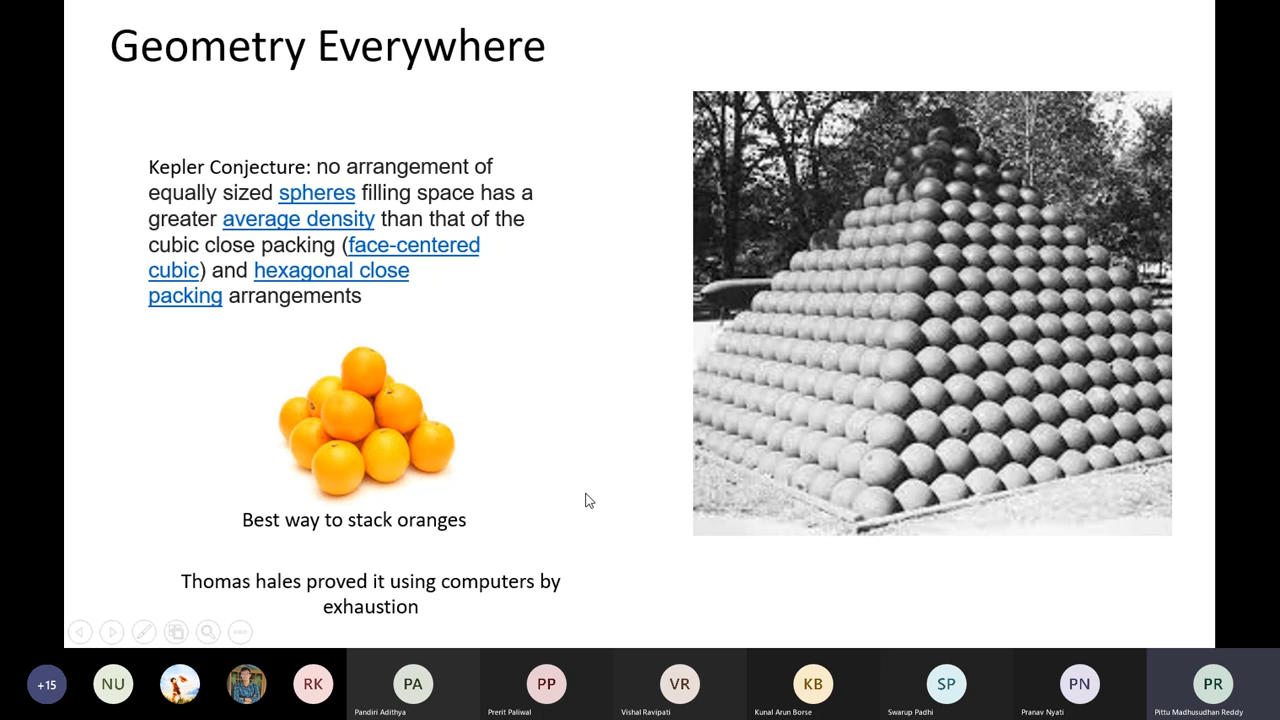 Geometry Everywhere
Kepler Conjecture: no arrangement of
equally sized spheres filling space has a
greater average density than that of the
cubic close packing (face-centered
cubic) and hexagonal close
packing arrangements
Best way to stack oranges
Thomas hales proved it using computers by
exhaustion
+15
NU
RK
PA
PP
VR
KB
SP
PN
PR
Pandiri Adithya
Prerit Paliwal
Vishal Ravipati
Kunal Arun Borse
Swarup Padhi
Pranav Nyati
Pittu Madhusudhan Reddy